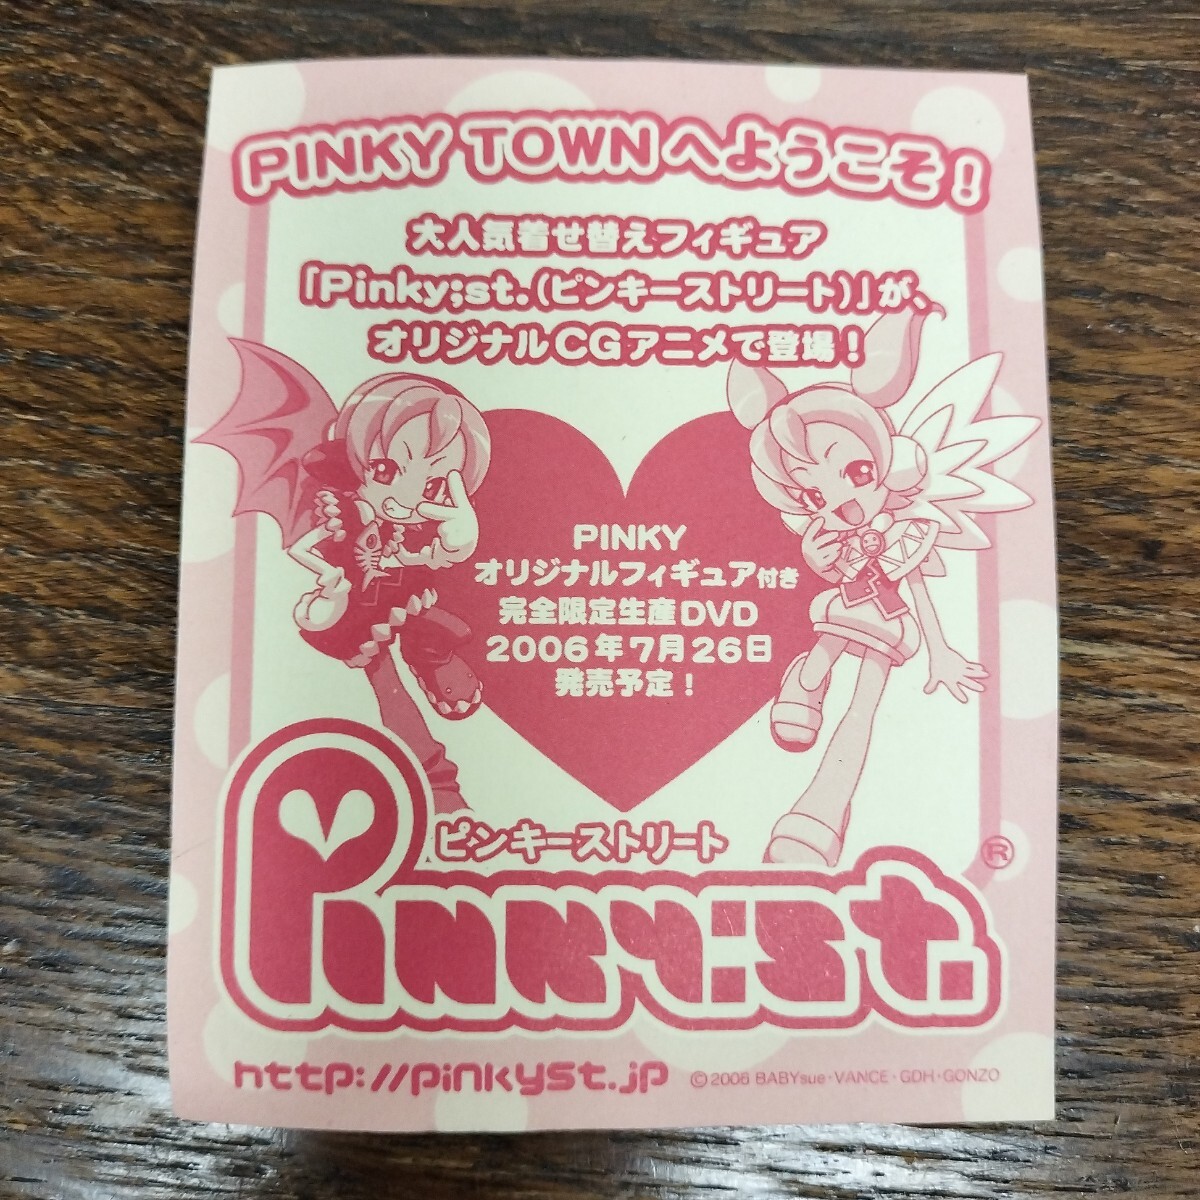 PINKY TOWNへようこそ！
大人気着せ替えフィギュア
「Pinky;st.（ピンキーストリート）」が、
オリジナルCGアニメで登場！
PINKY
オリジナルフィギュア付き
完全限定生産DVD
2006年7月26日
発売予定！
ピンキーストリート
Pinky:st.®
http://pinkyst.jp
©2006 BABYsue・VANCE・GDH・GONZO